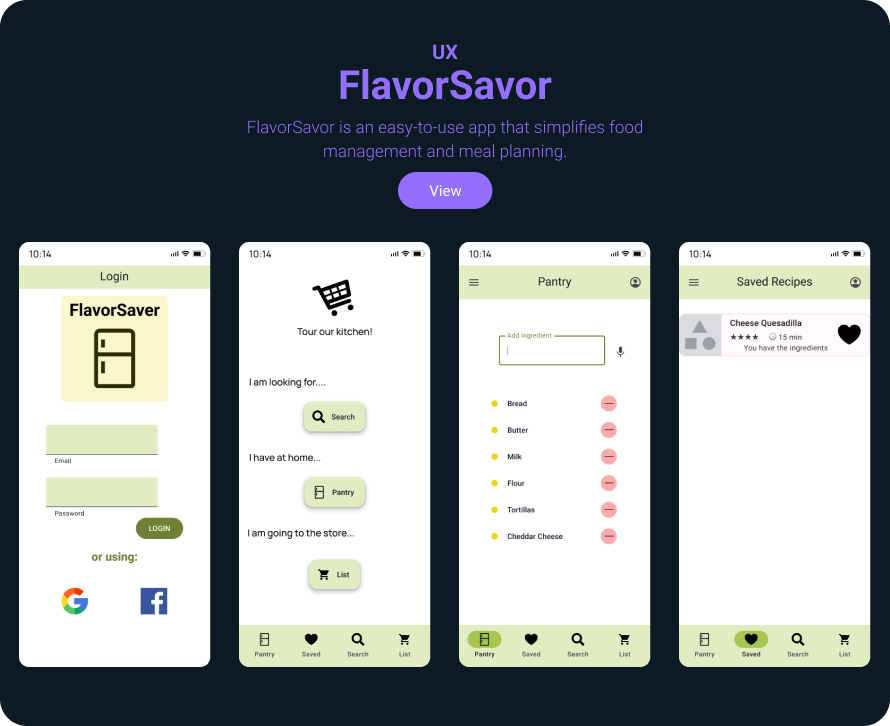 UX
FlavorSavor
FlavorSavor is an easy-to-use app that simplifies food
management and meal planning.
View
10:14
Login
FlavorSaver
Email
Password
LOGIN
or using:
10:14
Tour our kitchen!
I am looking for....
Search
I have at home...
Pantry
I am going to the store...
List
Pantry
Saved
Search
List
10:14
Pantry
Add Ingredient
Bread
Butter
Milk
Flour
Tortillas
Cheddar Cheese
Pantry
Saved
Search
List
10:14
Saved Recipes
Cheese Quesadilla
15 min
You have the ingredients
Pantry
Saved
Search
List